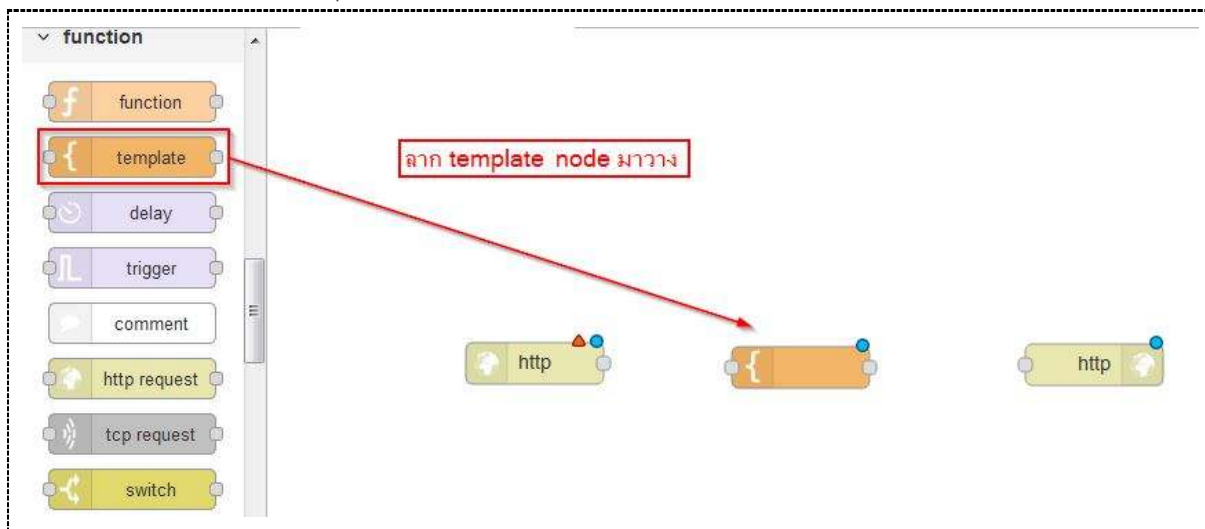 function
function
template
ลาก template node มาวาง
delay
trigger
comment
http request
tcp request
switch
http
http